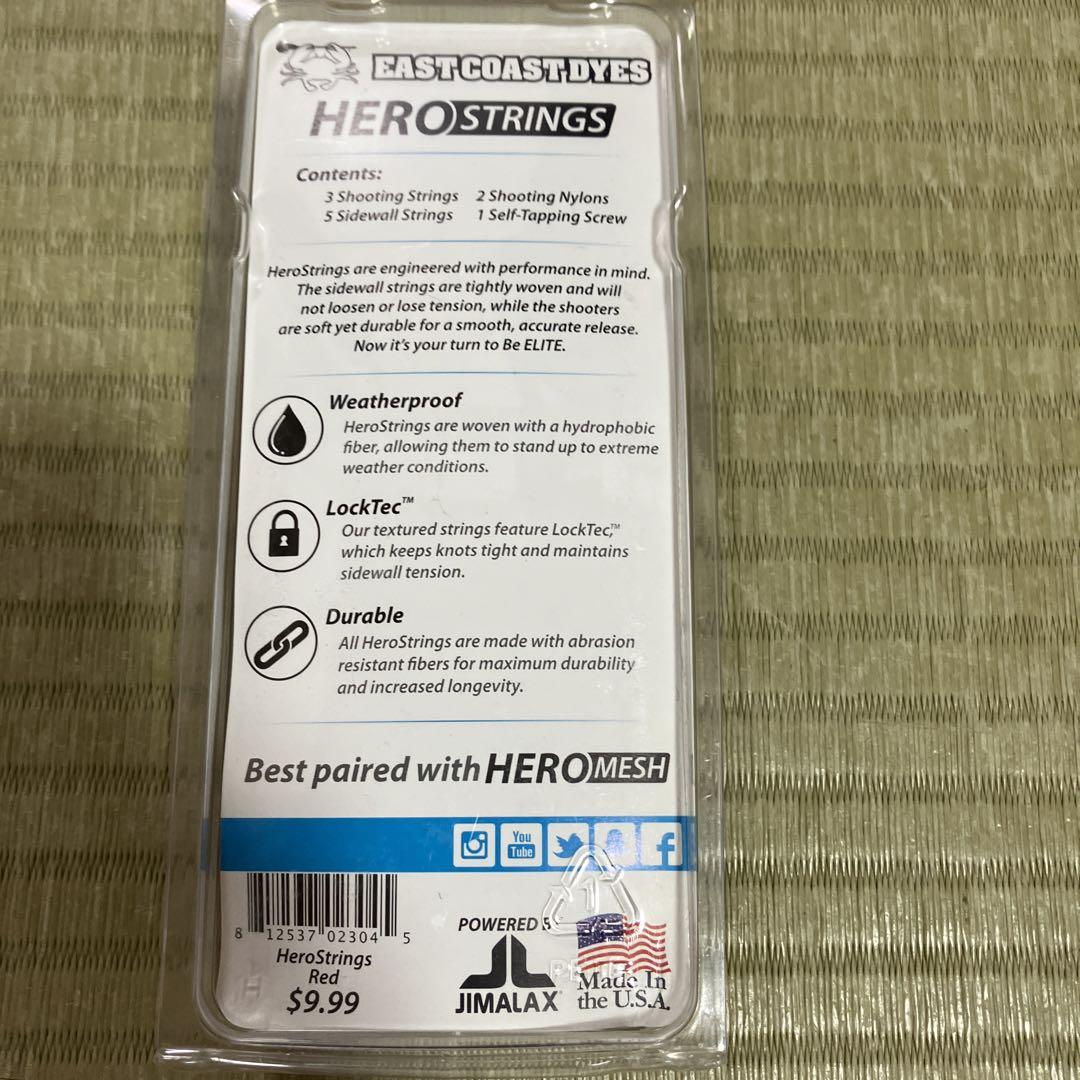 EAST COAST DYES
HERO STRINGS
Contents:
3 Shooting Strings 2 Shooting Nylons
5 Sidewall Strings 1 Self-Tapping Screw
HeroStrings are engineered with performance in mind.
The sidewall strings are tightly woven and will
not loosen or lose tension, while the shooters
are soft yet durable for a smooth, accurate release.
Now it's your turn to Be ELITE.
Weatherproof
HeroStrings are woven with a hydrophobic
fiber, allowing them to stand up to extreme
weather conditions.
LockTec™
Our textured strings feature LockTec,™
which keeps knots tight and maintains
sidewall tension.
Durable
All HeroStrings are made with abrasion
resistant fibers for maximum durability
and increased longevity.
Best paired with HERO MESH
You
Tube
1
8 12537 02304 5
HeroStrings
Red
$9.99
POWERED
JIMALAX
Made In
the U.S.A.
H